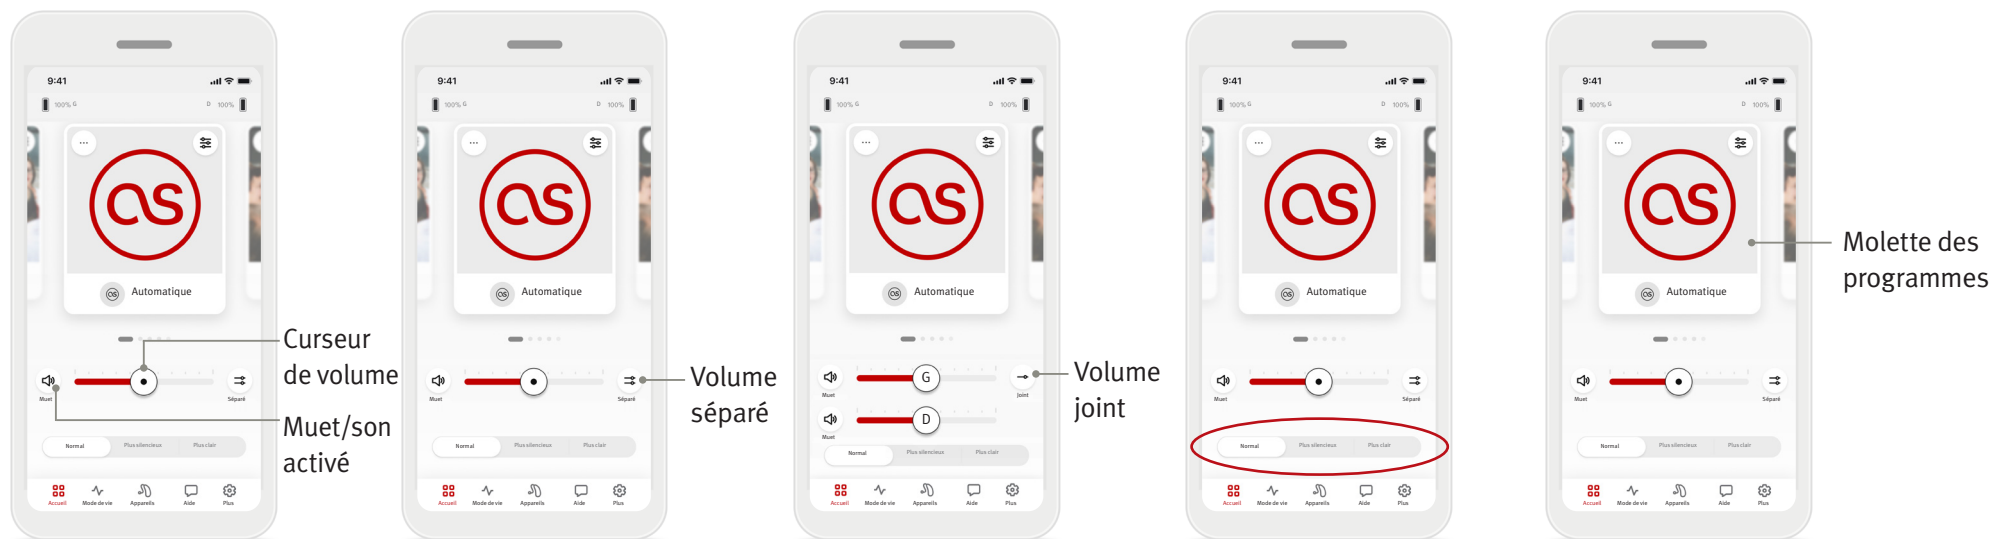 9:41
100% G
D 100%
Automatique
Muet
Séparé
Normal Plus silencieux Plus clair
Accueil Mode de vie Appareils Aide Plus
Curseur
de volume
Muet/son
activé
9:41
100% G
D 100%
Automatique
Muet
Séparé
Normal Plus silencieux Plus clair
Accueil Mode de vie Appareils Aide Plus
Volume
séparé
9:41
100% G
D 100%
Automatique
G
Muet
Joint
D
Muet
Normal Plus silencieux Plus clair
Accueil Mode de vie Appareils Aide Plus
Volume
joint
9:41
100% G
D 100%
Automatique
Muet
Séparé
Normal Plus silencieux Plus clair
Accueil Mode de vie Appareils Aide Plus
9:41
100% G
D 100%
Automatique
Muet
Séparé
Normal Plus silencieux Plus clair
Accueil Mode de vie Appareils Aide Plus
Molette des
programmes